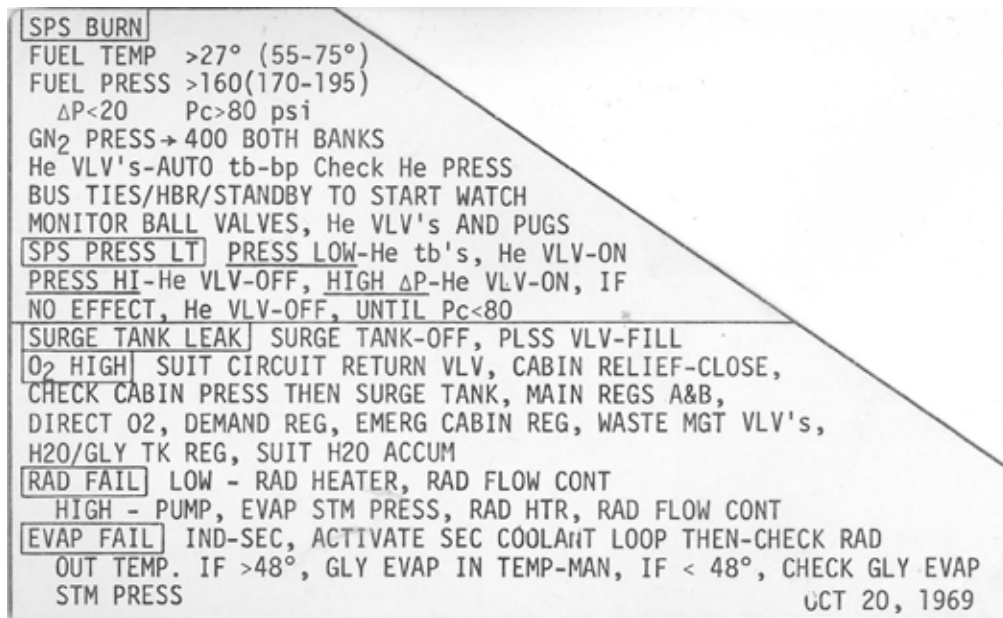 SPS BURN
FUEL TEMP >27° (55-75°)
FUEL PRESS >160(170-195)
ΔP<20 Pc>80 psi
GN2 PRESS→400 BOTH BANKS
He VLV's-AUTO tb-bp Check He PRESS
BUS TIES/HBR/STANDBY TO START WATCH
MONITOR BALL VALVES, He VLV's AND PUGS
SPS PRESS LT PRESS LOW-He tb's, He VLV-ON
PRESS HI-He VLV-OFF, HIGH ΔP-He VLV-ON, IF
NO EFFECT, He VLV-OFF, UNTIL Pc<80
SURGE TANK LEAK SURGE TANK-OFF, PLSS VLV-FILL
O2 HIGH SUIT CIRCUIT RETURN VLV, CABIN RELIEF-CLOSE,
CHECK CABIN PRESS THEN SURGE TANK, MAIN REGS A&B,
DIRECT O2, DEMAND REG, EMERG CABIN REG, WASTE MGT VLV's,
H2O/GLY TK REG, SUIT H2O ACCUM
RAD FAIL LOW - RAD HEATER, RAD FLOW CONT
HIGH - PUMP, EVAP STM PRESS, RAD HTR, RAD FLOW CONT
EVAP FAIL IND-SEC, ACTIVATE SEC COOLANT LOOP THEN-CHECK RAD
OUT TEMP. IF >48°, GLY EVAP IN TEMP-MAN, IF < 48°, CHECK GLY EVAP
STM PRESS
OCT 20, 1969